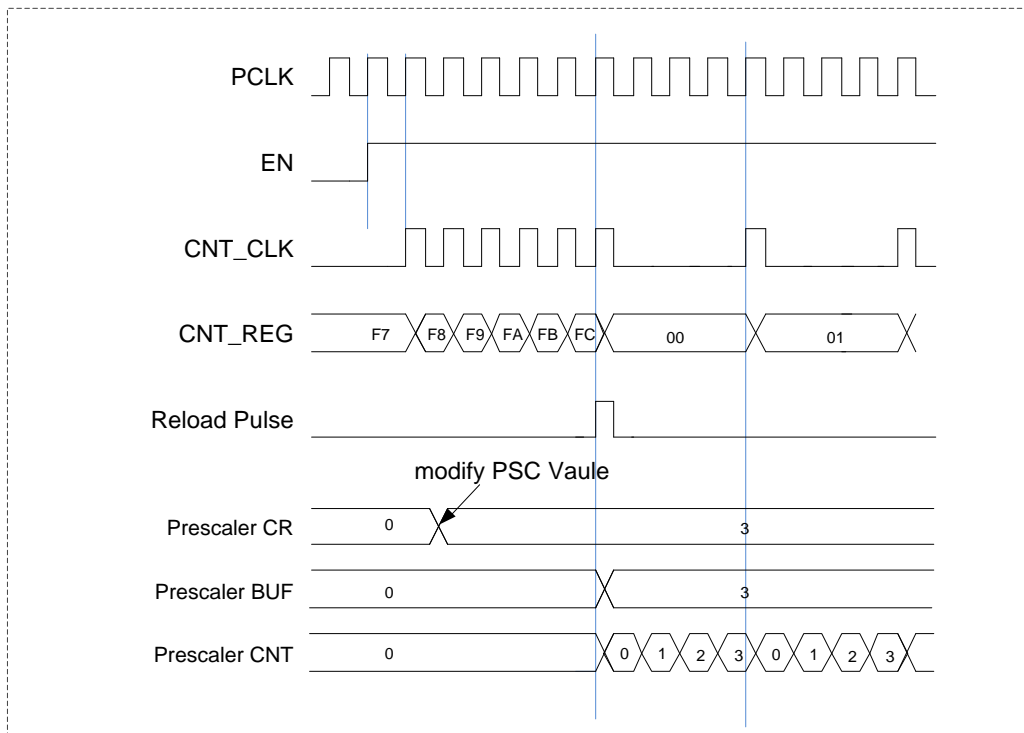 PCLK
EN
CNT_CLK
CNT_REG F7 F8 F9 FA FB FC 00 01
Reload Pulse
modify PSC Vaule
Prescaler CR 0 3
Prescaler BUF 0 3
Prescaler CNT 0 0 1 2 3 0 1 2 3